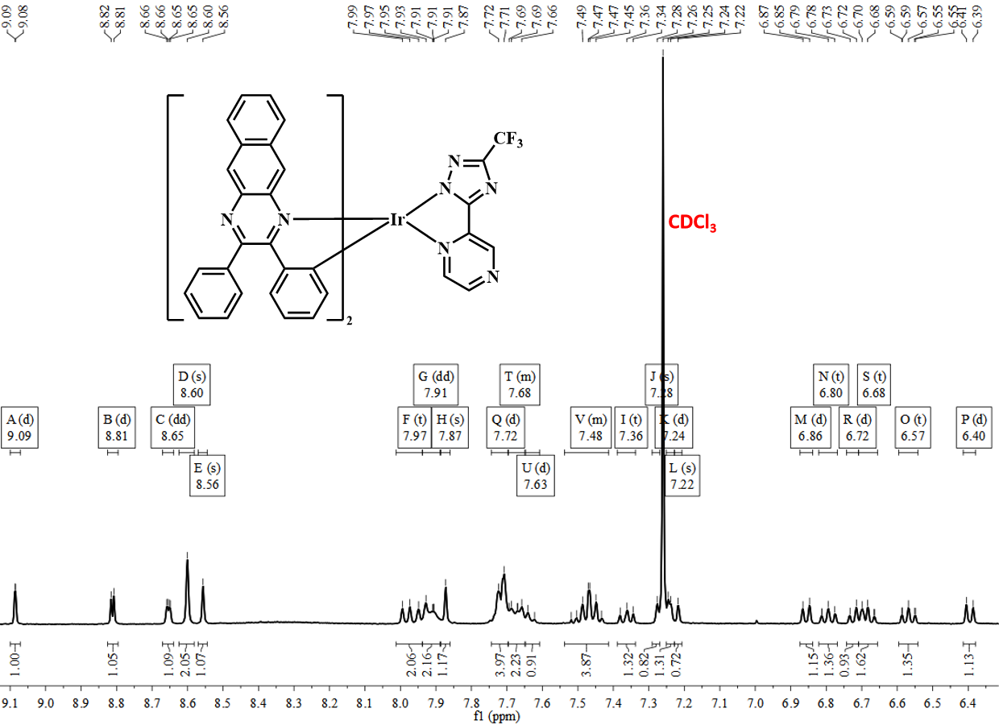 9.09
9.08
8.82
8.81
8.66
8.66
8.65
8.65
8.60
8.56
7.99
7.97
7.95
7.93
7.91
7.91
7.91
7.87
7.72
7.71
7.69
7.69
7.66
7.49
7.47
7.47
7.45
7.36
7.34
7.28
7.26
7.25
7.24
7.22
6.87
6.85
6.79
6.78
6.73
6.72
6.70
6.68
6.59
6.59
6.57
6.55
6.55
6.41
6.39
CF3
N
N
N
N
N
Ir
N
N
2
CDCl3
D (s)
8.60
G (dd)
7.91
T (m)
7.68
J (s)
7.28
N (t)
6.80
S (t)
6.68
A (d)
9.09
B (d)
8.81
C (dd)
8.65
F (t)
7.97
H (s)
7.87
Q (d)
7.72
V (m)
7.48
I (t)
7.36
K (d)
7.24
M (d)
6.86
R (d)
6.72
O (t)
6.57
P (d)
6.40
E (s)
8.56
U (d)
7.63
L (s)
7.22
1.00
1.05
1.09
2.05
1.07
2.06
2.16
1.17
3.97
2.23
0.91
3.87
1.32
0.82
1.31
0.72
1.15
1.36
0.93
1.62
1.35
1.13
9.1 9.0 8.9 8.8 8.7 8.6 8.5 8.4 8.3 8.2 8.1 8.0 7.9 7.8 7.7 7.6 7.5 7.4 7.3 7.2 7.1 7.0 6.9 6.8 6.7 6.6 6.5 6.4
f1 (ppm)